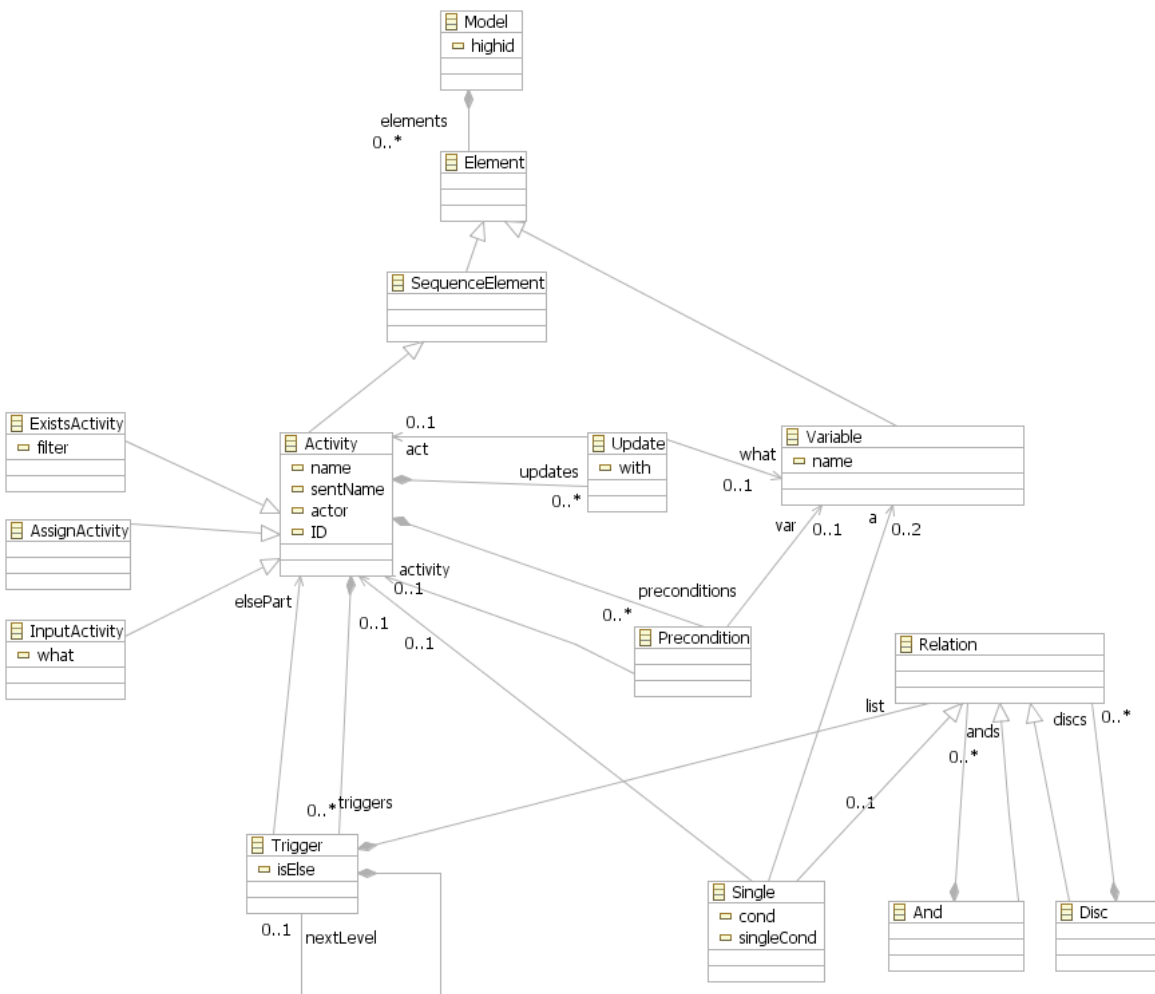 Model
highid
elements
0..*
Element
SequenceElement
ExistsActivity
filter
AssignActivity
InputActivity
what
Activity
name
sentName
actor
ID
0..1
act
updates
0..*
Update
with
what
0..1
Variable
name
var
0..1
a
0..2
activity
0..1
preconditions
0..*
Precondition
elsePart
0..1
0..1
Relation
list
ands
0..*
discs
0..*
0..1
0..*
triggers
Trigger
isElse
0..1
nextLevel
Single
cond
singleCond
And
Disc